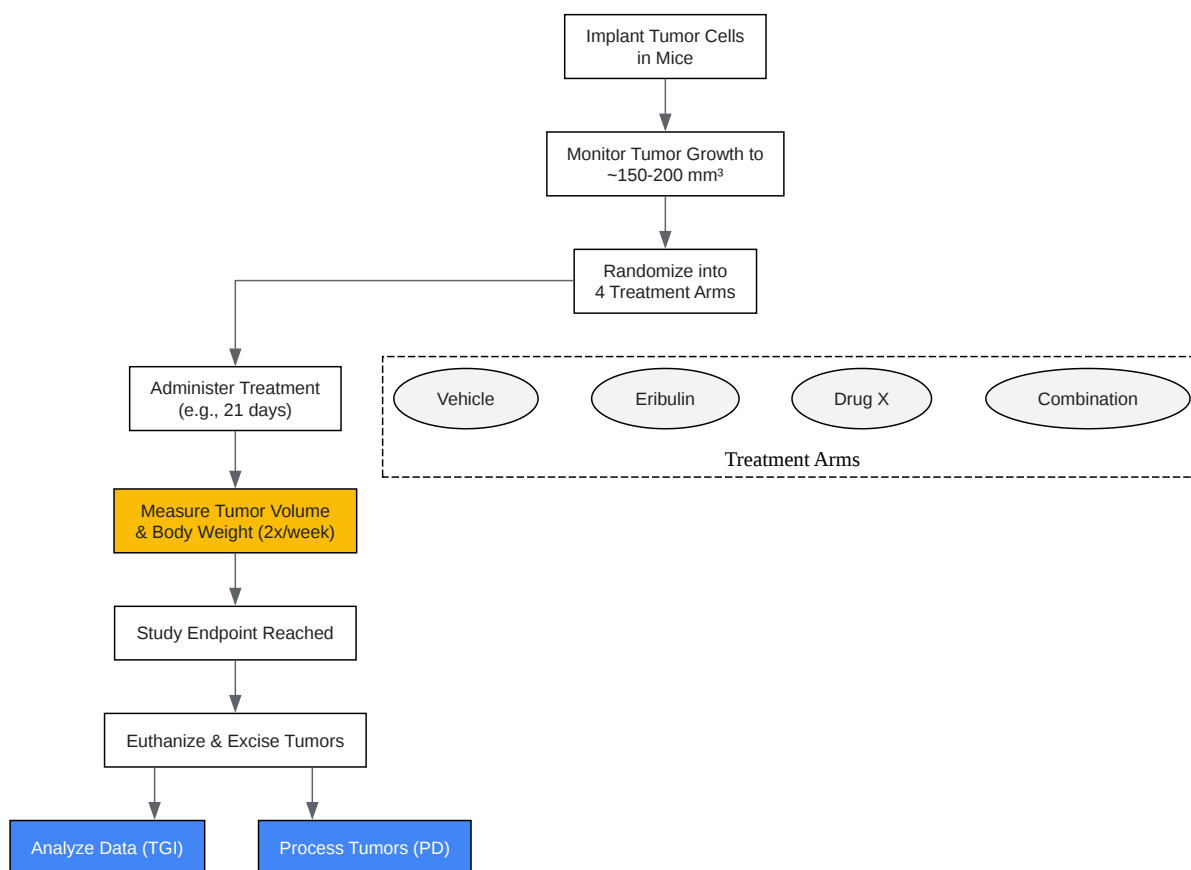 Implant Tumor Cells
in Mice
Monitor Tumor Growth to
~150-200 mm³
Randomize into
4 Treatment Arms
Administer Treatment
(e.g., 21 days)
Vehicle
Eribulin
Drug X
Combination
Treatment Arms
Measure Tumor Volume
& Body Weight (2x/week)
Study Endpoint Reached
Euthanize & Excise Tumors
Analyze Data (TGI)
Process Tumors (PD)